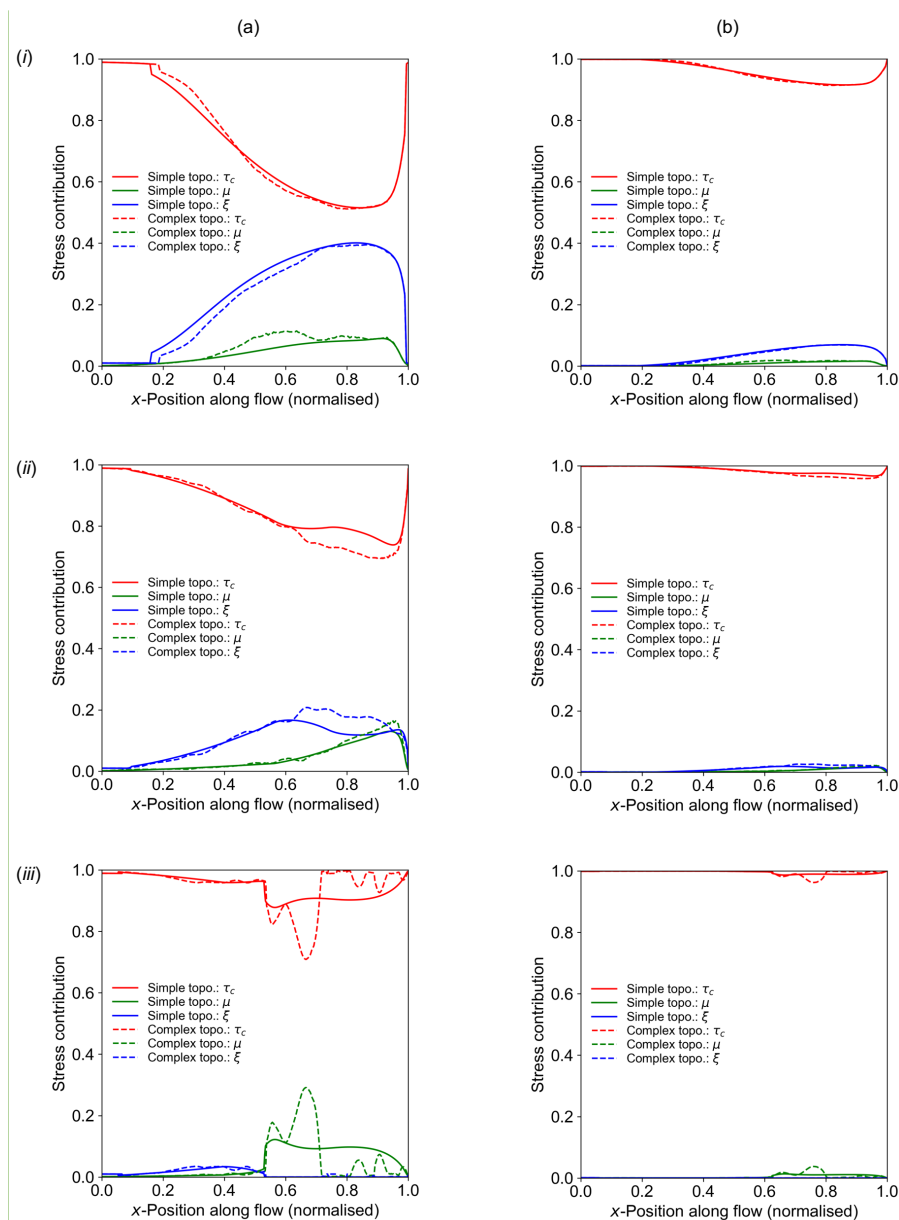 (a)
(b)
(i)
1.0
0.8
0.6
0.4
0.2
0.0
Stress contribution
Simple topo.: τc
Simple topo.: μ
Simple topo.: ξ
Complex topo.: τc
Complex topo.: μ
Complex topo.: ξ
0.0 0.2 0.4 0.6 0.8 1.0
x-Position along flow (normalised)
1.0
0.8
0.6
0.4
0.2
0.0
Stress contribution
Simple topo.: τc
Simple topo.: μ
Simple topo.: ξ
Complex topo.: τc
Complex topo.: μ
Complex topo.: ξ
0.0 0.2 0.4 0.6 0.8 1.0
x-Position along flow (normalised)
(ii)
1.0
0.8
0.6
0.4
0.2
0.0
Stress contribution
Simple topo.: τc
Simple topo.: μ
Simple topo.: ξ
Complex topo.: τc
Complex topo.: μ
Complex topo.: ξ
0.0 0.2 0.4 0.6 0.8 1.0
x-Position along flow (normalised)
1.0
0.8
0.6
0.4
0.2
0.0
Stress contribution
Simple topo.: τc
Simple topo.: μ
Simple topo.: ξ
Complex topo.: τc
Complex topo.: μ
Complex topo.: ξ
0.0 0.2 0.4 0.6 0.8 1.0
x-Position along flow (normalised)
(iii)
1.0
0.8
0.6
0.4
0.2
0.0
Stress contribution
Simple topo.: τc
Simple topo.: μ
Simple topo.: ξ
Complex topo.: τc
Complex topo.: μ
Complex topo.: ξ
0.0 0.2 0.4 0.6 0.8 1.0
x-Position along flow (normalised)
1.0
0.8
0.6
0.4
0.2
0.0
Stress contribution
Simple topo.: τc
Simple topo.: μ
Simple topo.: ξ
Complex topo.: τc
Complex topo.: μ
Complex topo.: ξ
0.0 0.2 0.4 0.6 0.8 1.0
x-Position along flow (normalised)